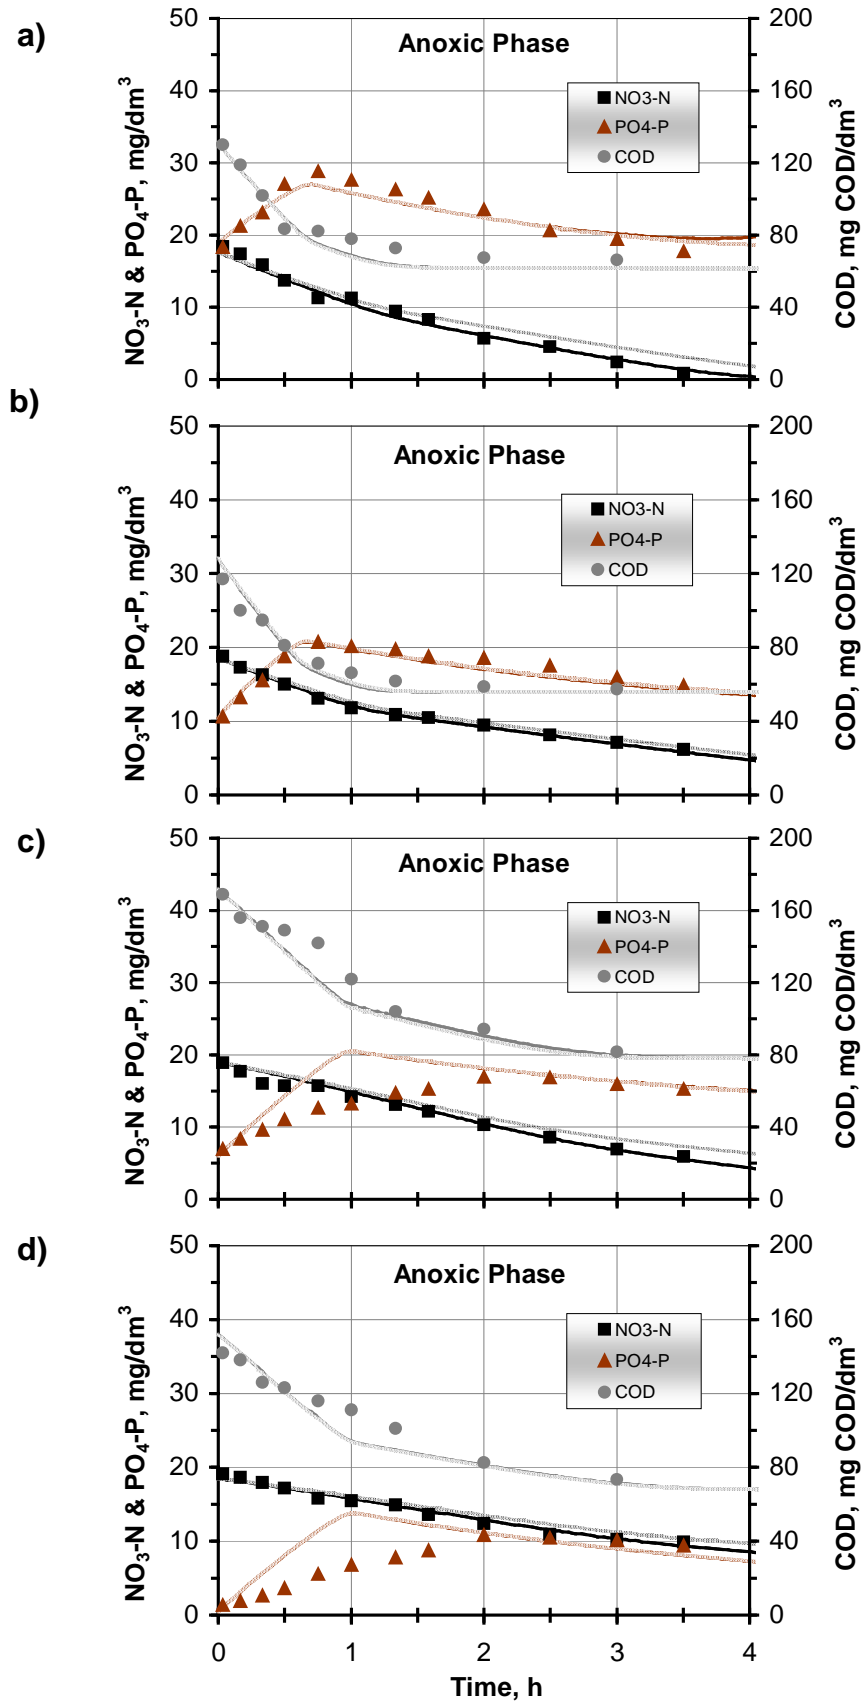 a)
Anoxic Phase
NO3-N
PO4-P
COD
50
40
30
20
10
0
200
160
120
80
40
0
NO₃-N & PO₄-P, mg/dm³
COD, mg COD/dm³
b)
Anoxic Phase
NO3-N
PO4-P
COD
50
40
30
20
10
0
200
160
120
80
40
0
NO₃-N & PO₄-P, mg/dm³
COD, mg COD/dm³
c)
Anoxic Phase
NO3-N
PO4-P
COD
50
40
30
20
10
0
200
160
120
80
40
0
NO₃-N & PO₄-P, mg/dm³
COD, mg COD/dm³
d)
Anoxic Phase
NO3-N
PO4-P
COD
50
40
30
20
10
0
200
160
120
80
40
0
NO₃-N & PO₄-P, mg/dm³
COD, mg COD/dm³
0 1 2 3 4
Time, h